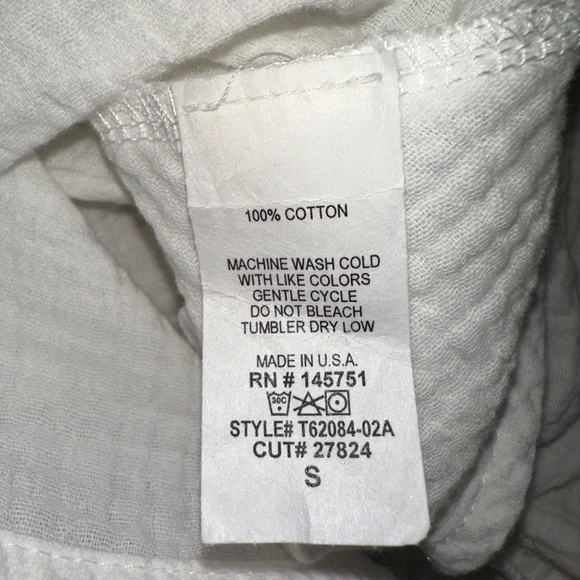 100% COTTON
MACHINE WASH COLD
WITH LIKE COLORS
GENTLE CYCLE
DO NOT BLEACH
TUMBLER DRY LOW
MADE IN U.S.A.
RN # 145751
30C
STYLE# T62084-02A
CUT# 27824
S